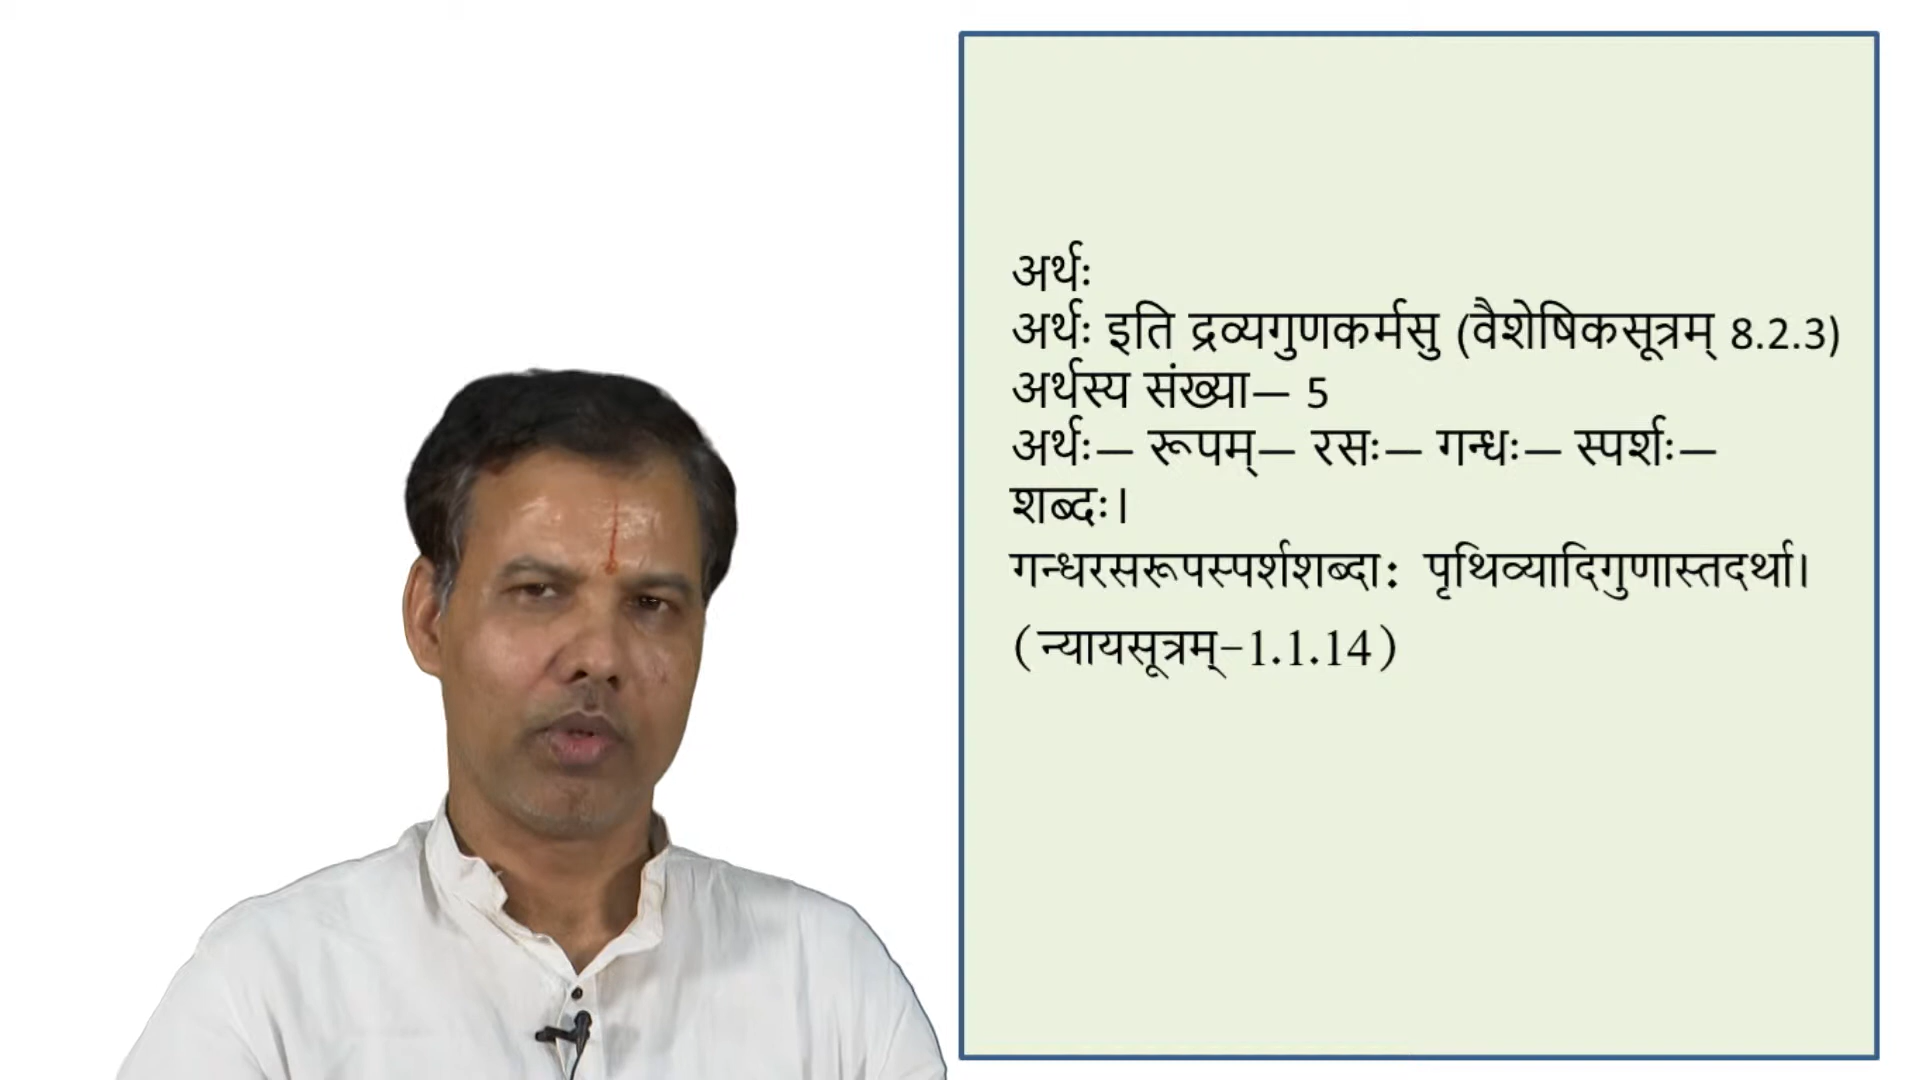 अर्थः
अर्थः इति द्रव्यगुणकर्मसु (वैशेषिकसूत्रम् 8.2.3)
अर्थस्य संख्या— 5
अर्थः— रूपम्— रसः— गन्धः— स्पर्शः—
शब्दः।
गन्धरसरूपस्पर्शशब्दा: पृथिव्यादिगुणास्तदर्था।
(न्यायसूत्रम्-1.1.14)